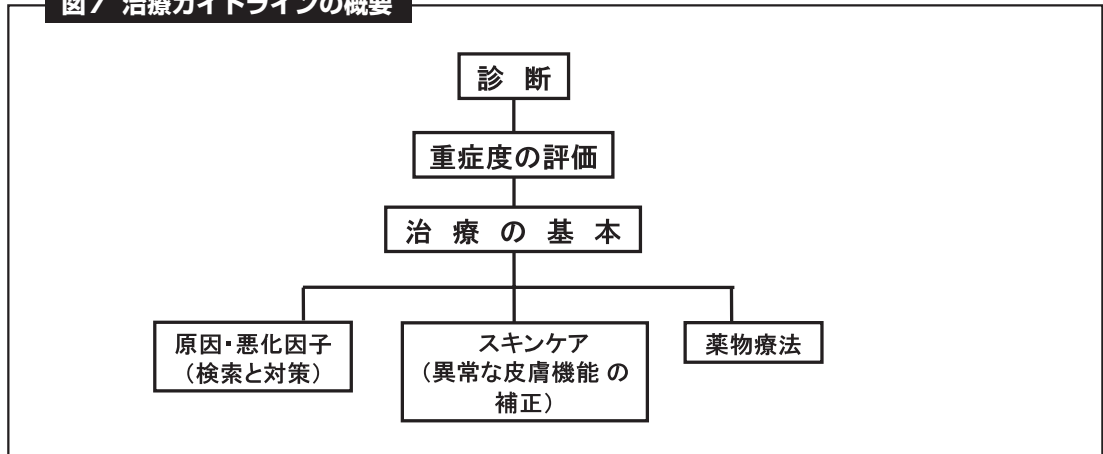 図7 治療ガイドラインの概要
診 断
重症度の評価
治 療 の 基 本
原因・悪化因子
(検索と対策)
スキンケア
(異常な皮膚機能 の
補正)
薬物療法